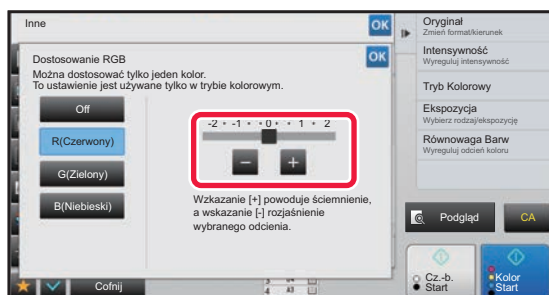 Inne
OK
Dostosowanie RGB
OK
Można dostosować tylko jeden kolor.
To ustawienie jest używane tylko w trybie kolorowym.
Off
R(Czerwony)
G(Zielony)
B(Niebieski)
-2 • -1 • • 0 • • 1 • 2
Wzkazanie [+] powoduje ściemnienie,
a wskazanie [-] rozjaśnienie
wybranego odcienia.
Cofnij
A3
Oryginał
Zmień format/kierunek
Intensywność
Wyreguluj intensywność
Tryb Kolorowy
Ekspozycja
Wybierz rodzaj/ekspozycję
Równowaga Barw
Wyreguluj odcień koloru
Podgląd
CA
Cz.-b.
Start
Kolor
Start